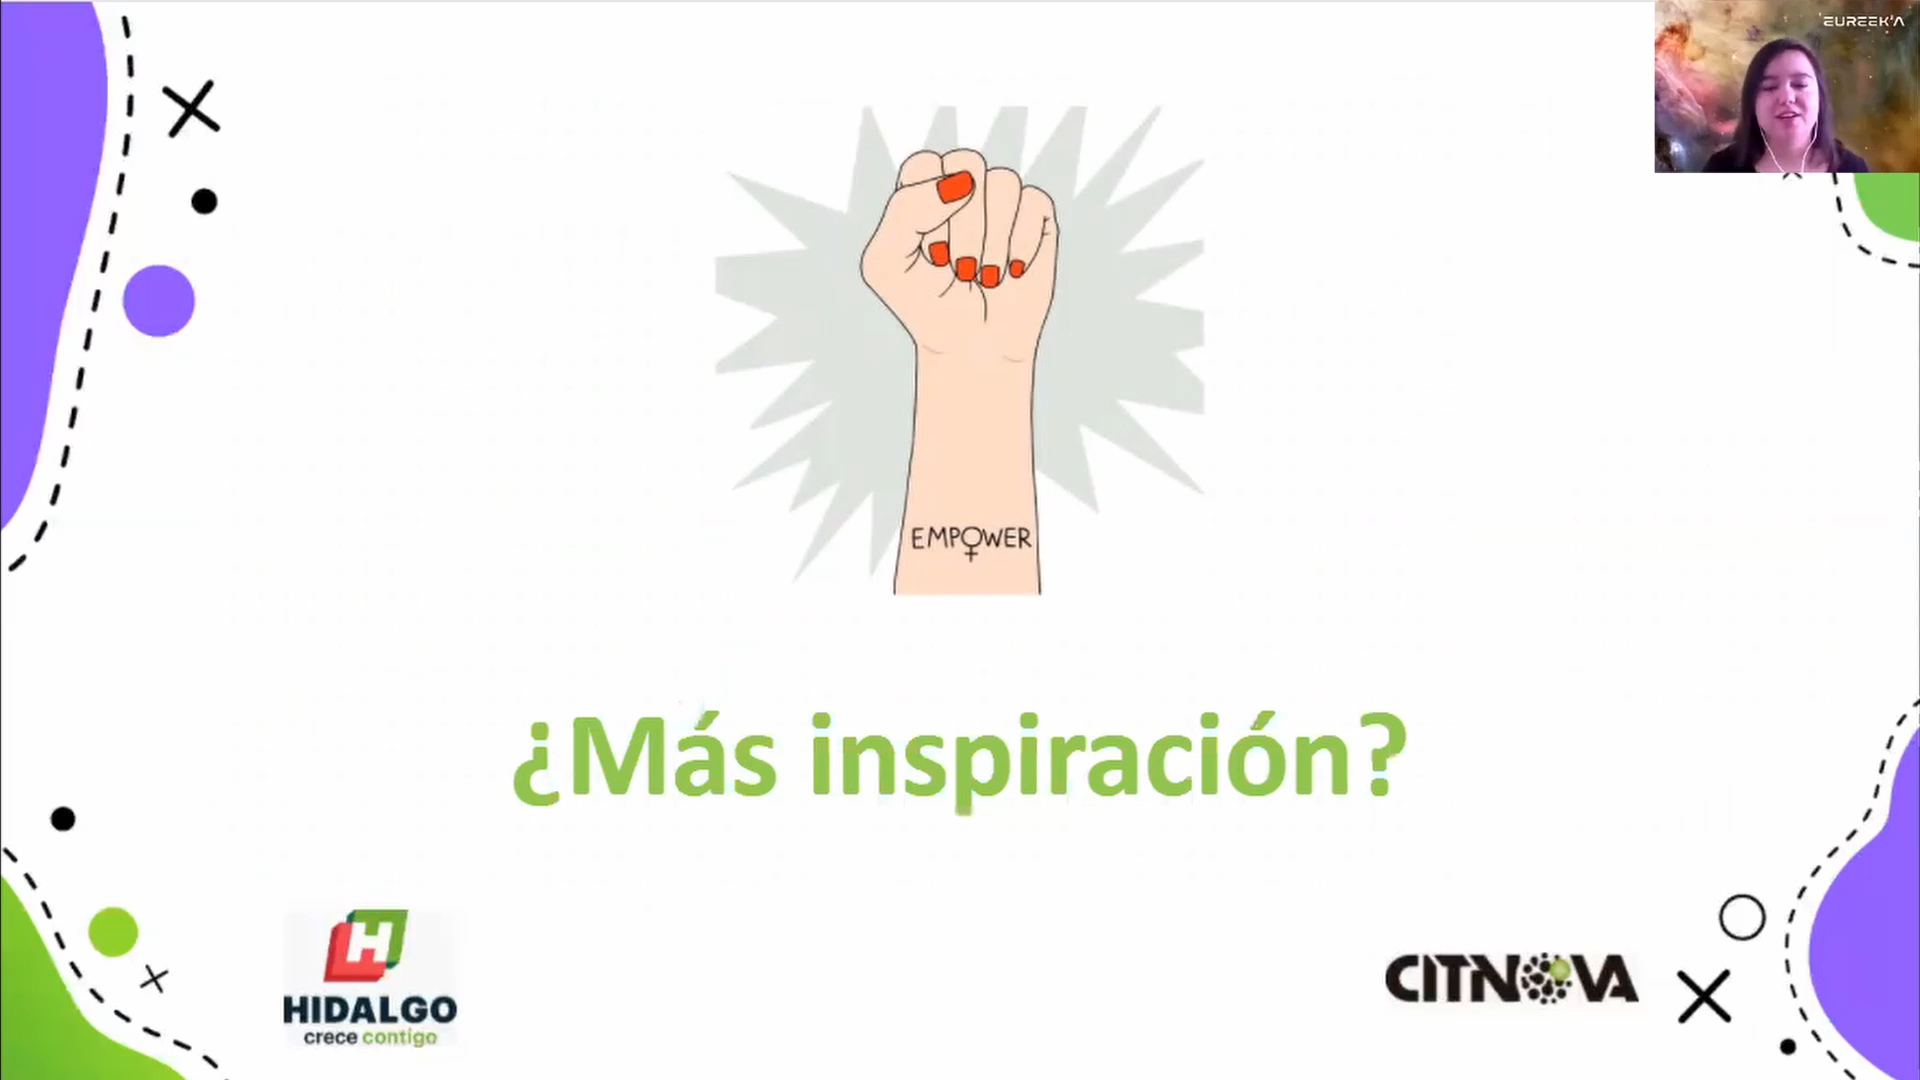 EUREEK'A
EMPOWER
¿Más inspiración?
HIDALGO
crece contigo
CITNOVA